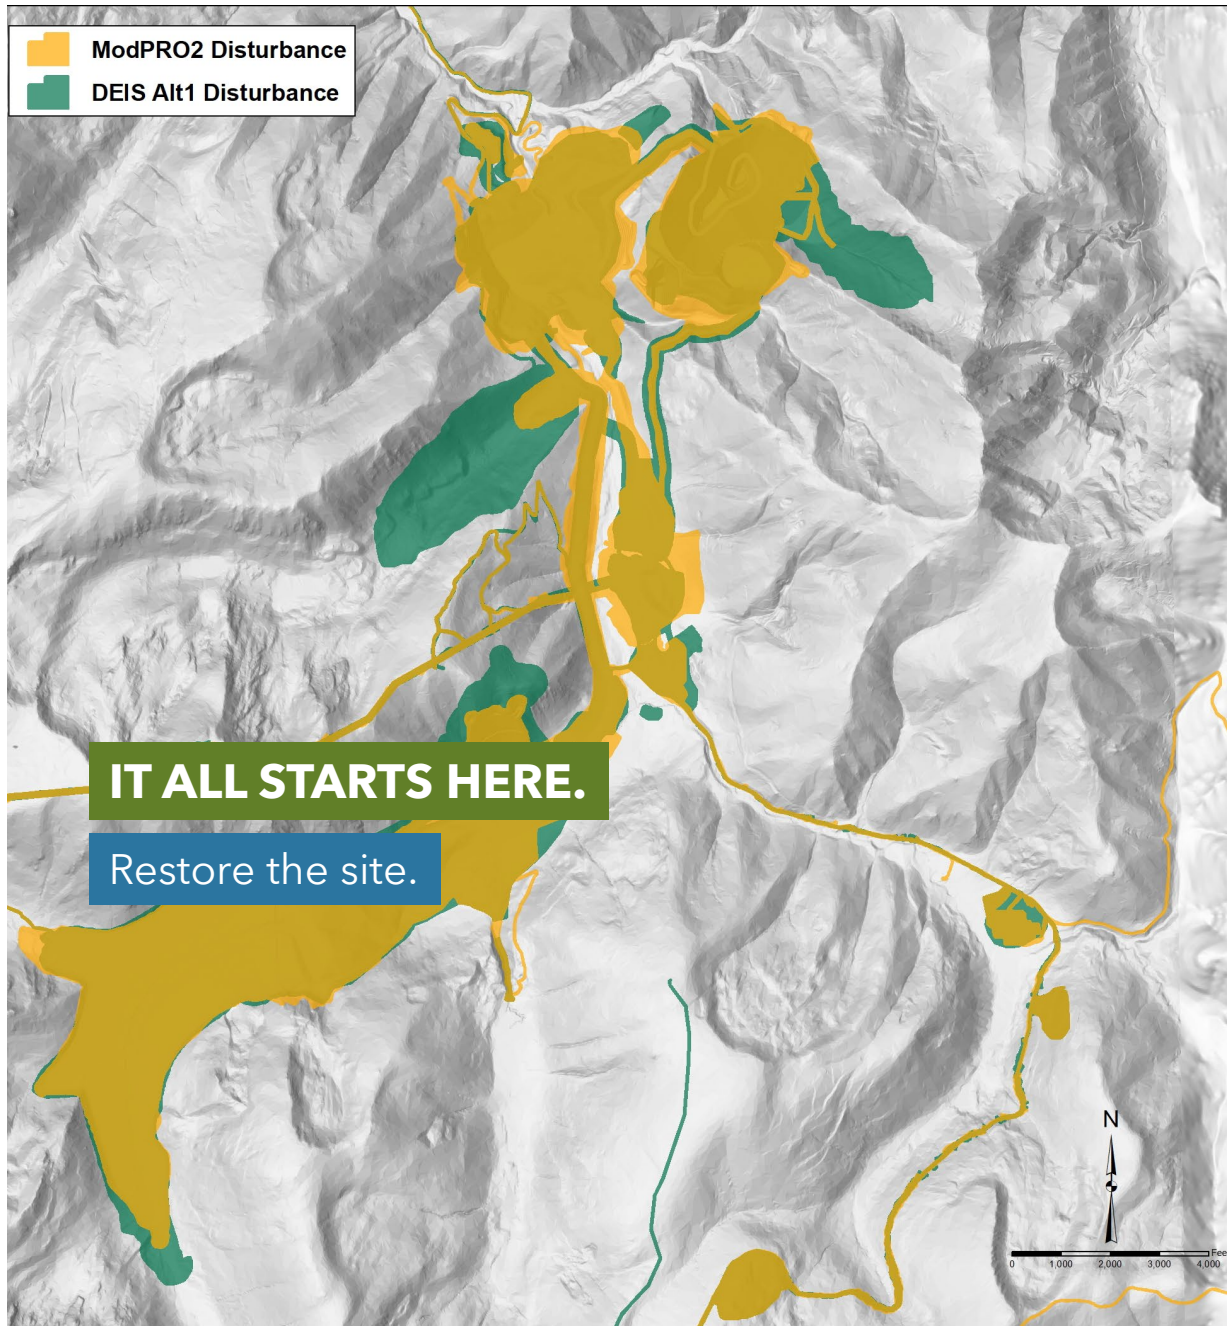 ModPRO2 Disturbance
DEIS Alt1 Disturbance
IT ALL STARTS HERE.
Restore the site.
N
Fee
0 1,000 2,000 3,000 4,000